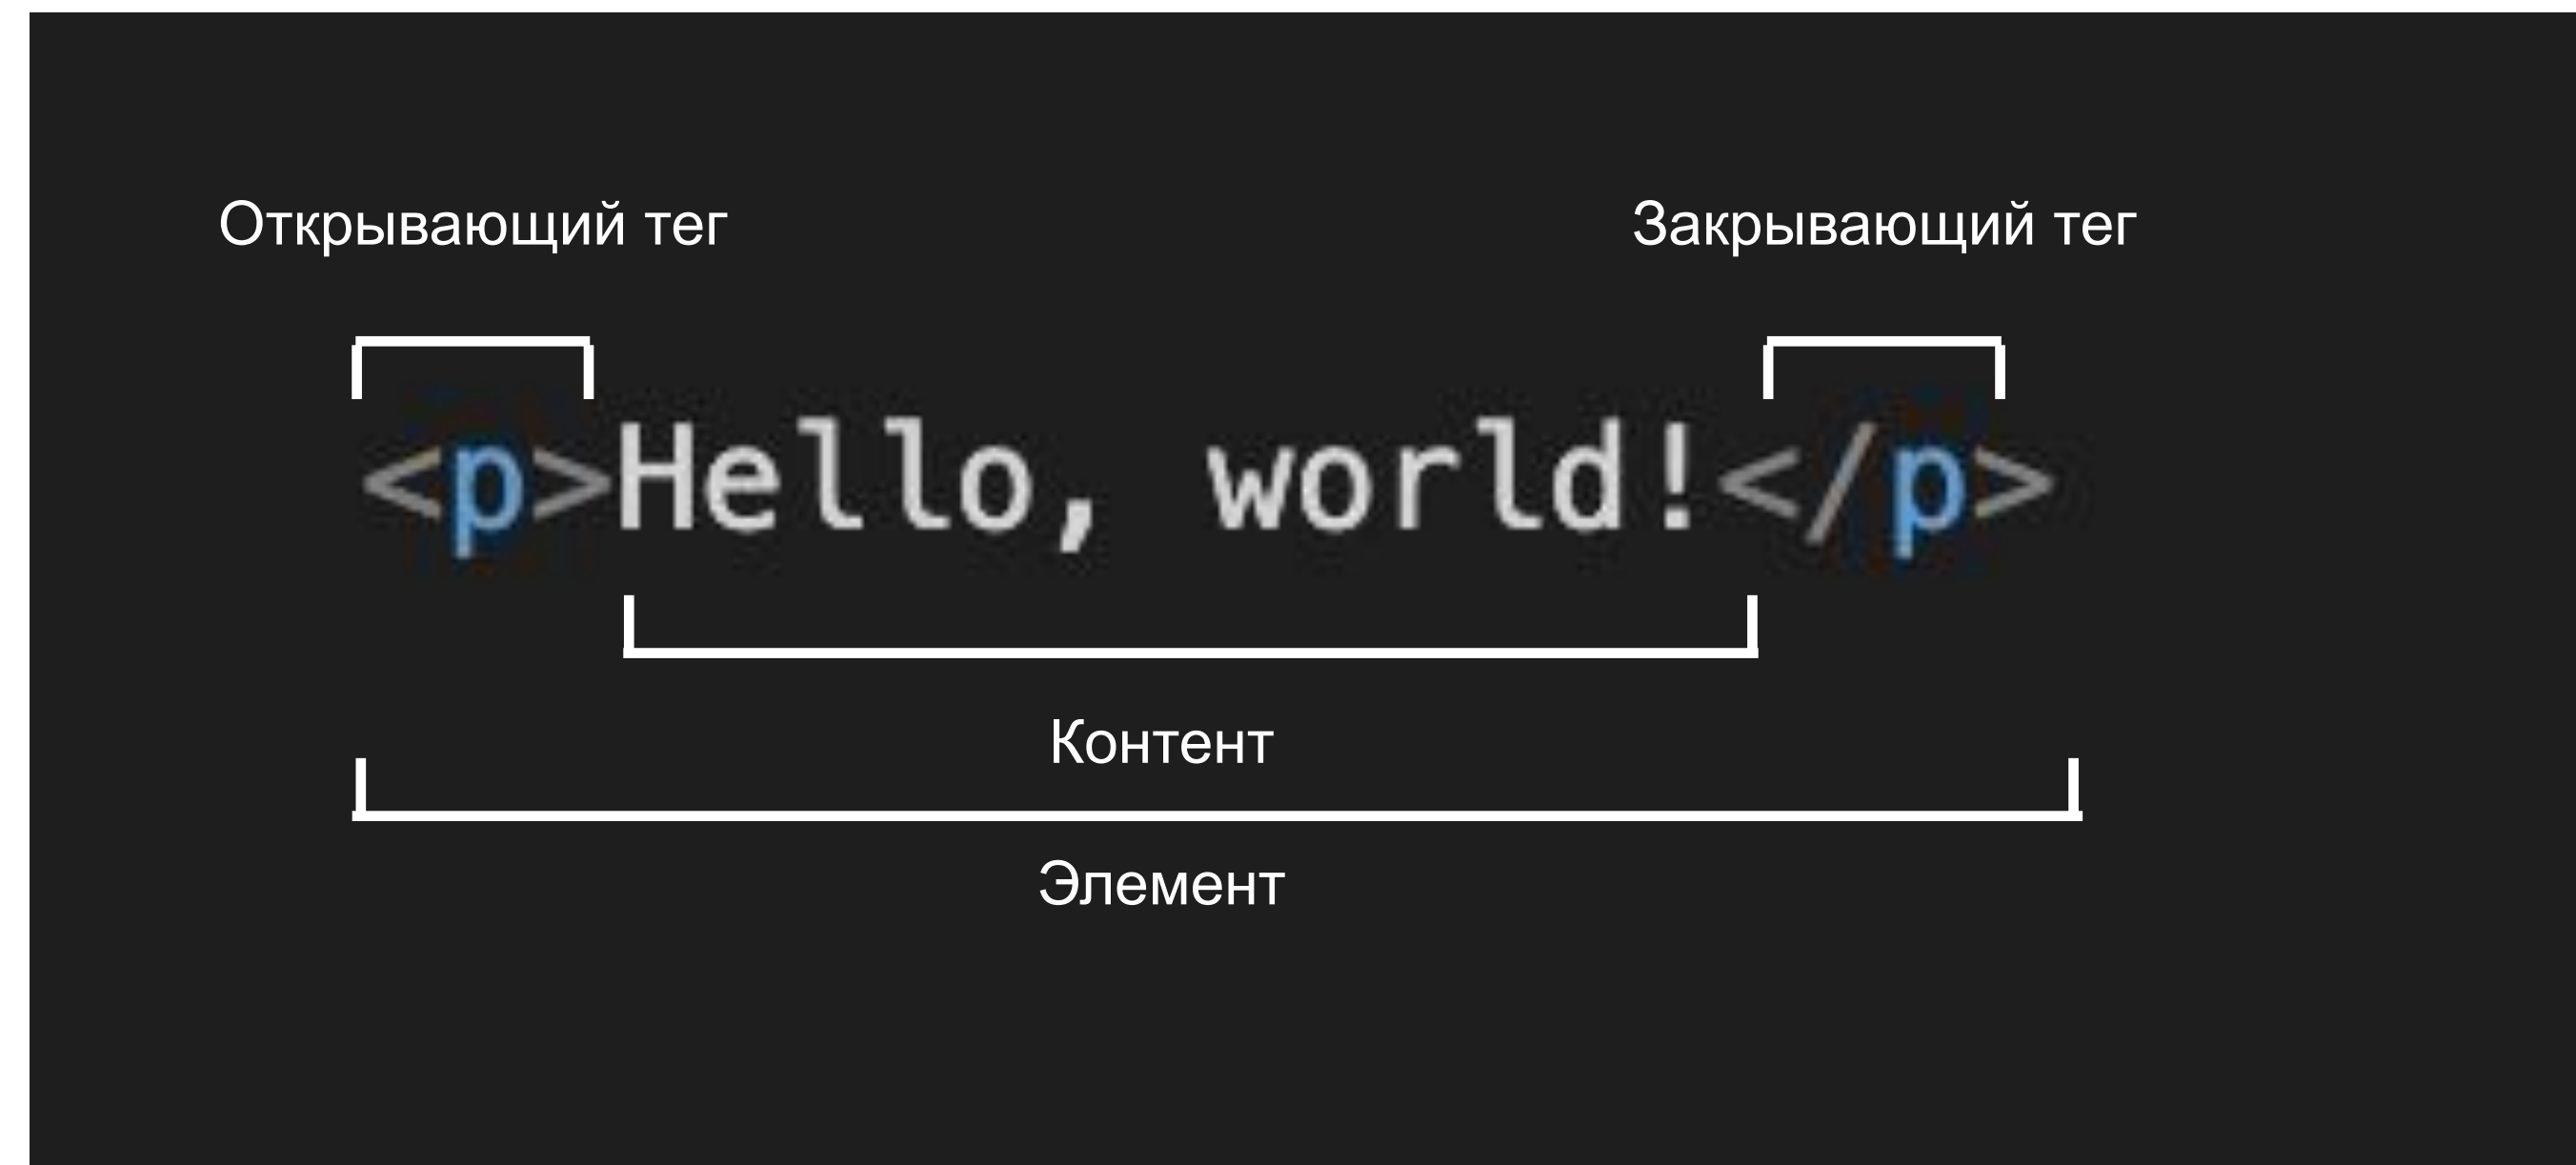 Открывающий тег Закрывающий тег
<p>Hello, world!</p>
Контент
Элемент